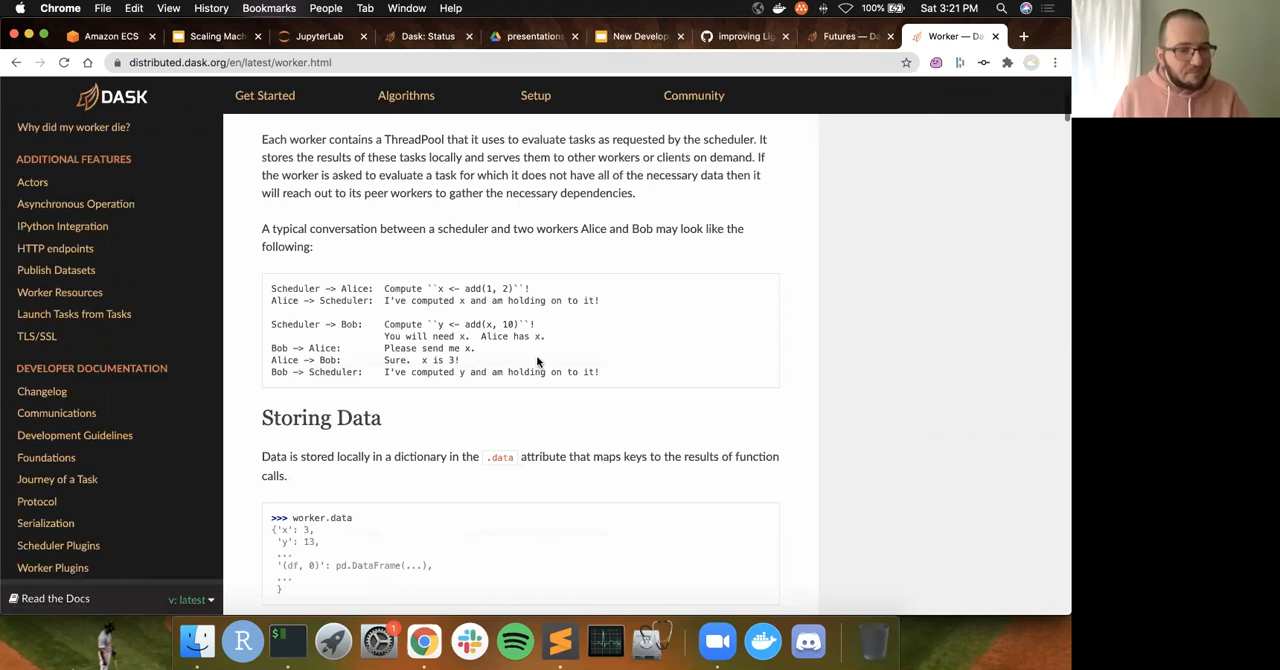 Chrome File Edit View History Bookmarks People Tab Window Help 100% Sat 3:21 PM
Amazon ECS Scaling Mach JupyterLab Dask: Status presentations New Develop improving Lig Futures — Da Worker — Da
distributed.dask.org/en/latest/worker.html
DASK Get Started Algorithms Setup Community
Why did my worker die?
ADDITIONAL FEATURES
Actors
Asynchronous Operation
IPython Integration
HTTP endpoints
Publish Datasets
Worker Resources
Launch Tasks from Tasks
TLS/SSL
DEVELOPER DOCUMENTATION
Changelog
Communications
Development Guidelines
Foundations
Journey of a Task
Protocol
Serialization
Scheduler Plugins
Worker Plugins
Read the Docs v: latest
Each worker contains a ThreadPool that it uses to evaluate tasks as requested by the scheduler. It
stores the results of these tasks locally and serves them to other workers or clients on demand. If
the worker is asked to evaluate a task for which it does not have all of the necessary data then it
will reach out to its peer workers to gather the necessary dependencies.
A typical conversation between a scheduler and two workers Alice and Bob may look like the
following:
Scheduler -> Alice: Compute ``x <- add(1, 2)``!
Alice -> Scheduler: I've computed x and am holding on to it!
Scheduler -> Bob: Compute ``y <- add(x, 10)``!
You will need x. Alice has x.
Bob -> Alice: Please send me x.
Alice -> Bob: Sure. x is 3!
Bob -> Scheduler: I've computed y and am holding on to it!
Storing Data
Data is stored locally in a dictionary in the .data attribute that maps keys to the results of function
calls.
>>> worker.data
{'x': 3,
'y': 13,
...
'(df, 0)': pd.DataFrame(...),
...
}
1